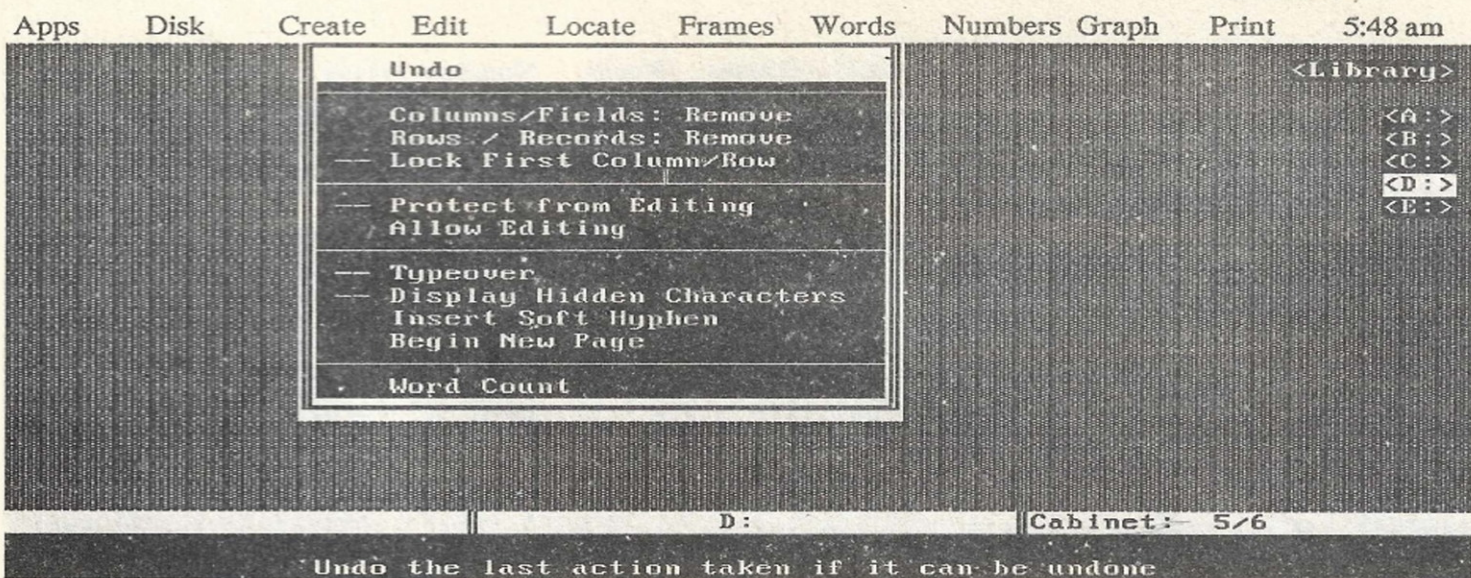 Apps Disk Create Edit Locate Frames Words Numbers Graph Print 5:48 am
Undo
<Library>
Columns/Fields: Remove
<A:>
Rows / Records: Remove
<B:>
-- Lock First Column/Row
<C:>
<D:>
-- Protect from Editing
<E:>
Allow Editing
-- Typeover
-- Display Hidden Characters
Insert Soft Hyphen
Begin New Page
Word Count
D:
Cabinet: 5/6
Undo the last action taken if it can be undone